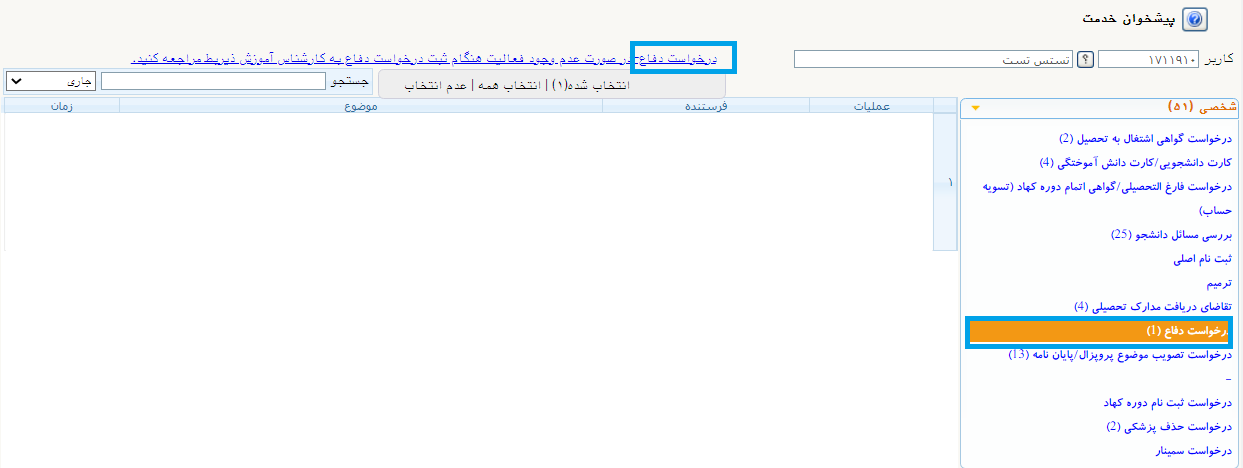 پیشخوان خدمت
کاربر ۱۷۱۱۹۱۰ ? تستس تست
درخواست دفاع-در صورت عدم وجود فعالیت هنگام ثبت درخواست دفاع به کارشناس آموزش ذیربط مراجعه کنید.
انتخاب شده(۱) | انتخاب همه | عدم انتخاب
جستجو جاری
عملیات فرستنده موضوع زمان
۱
شخصی (۵۱)
درخواست گواهی اشتغال به تحصیل (2)
کارت دانشجویی/کارت دانش آموختگی (4)
درخواست فارغ التحصیلی/گواهی اتمام دوره کهاد (تسویه
حساب)
بررسی مسائل دانشجو (25)
ثبت نام اصلی
ترمیم
تقاضای دریافت مدارک تحصیلی (4)
درخواست دفاع (1)
درخواست تصویب موضوع پروپزال/پایان نامه (13)
-
درخواست ثبت نام دوره کهاد
درخواست حذف پزشکی (2)
درخواست سمینار